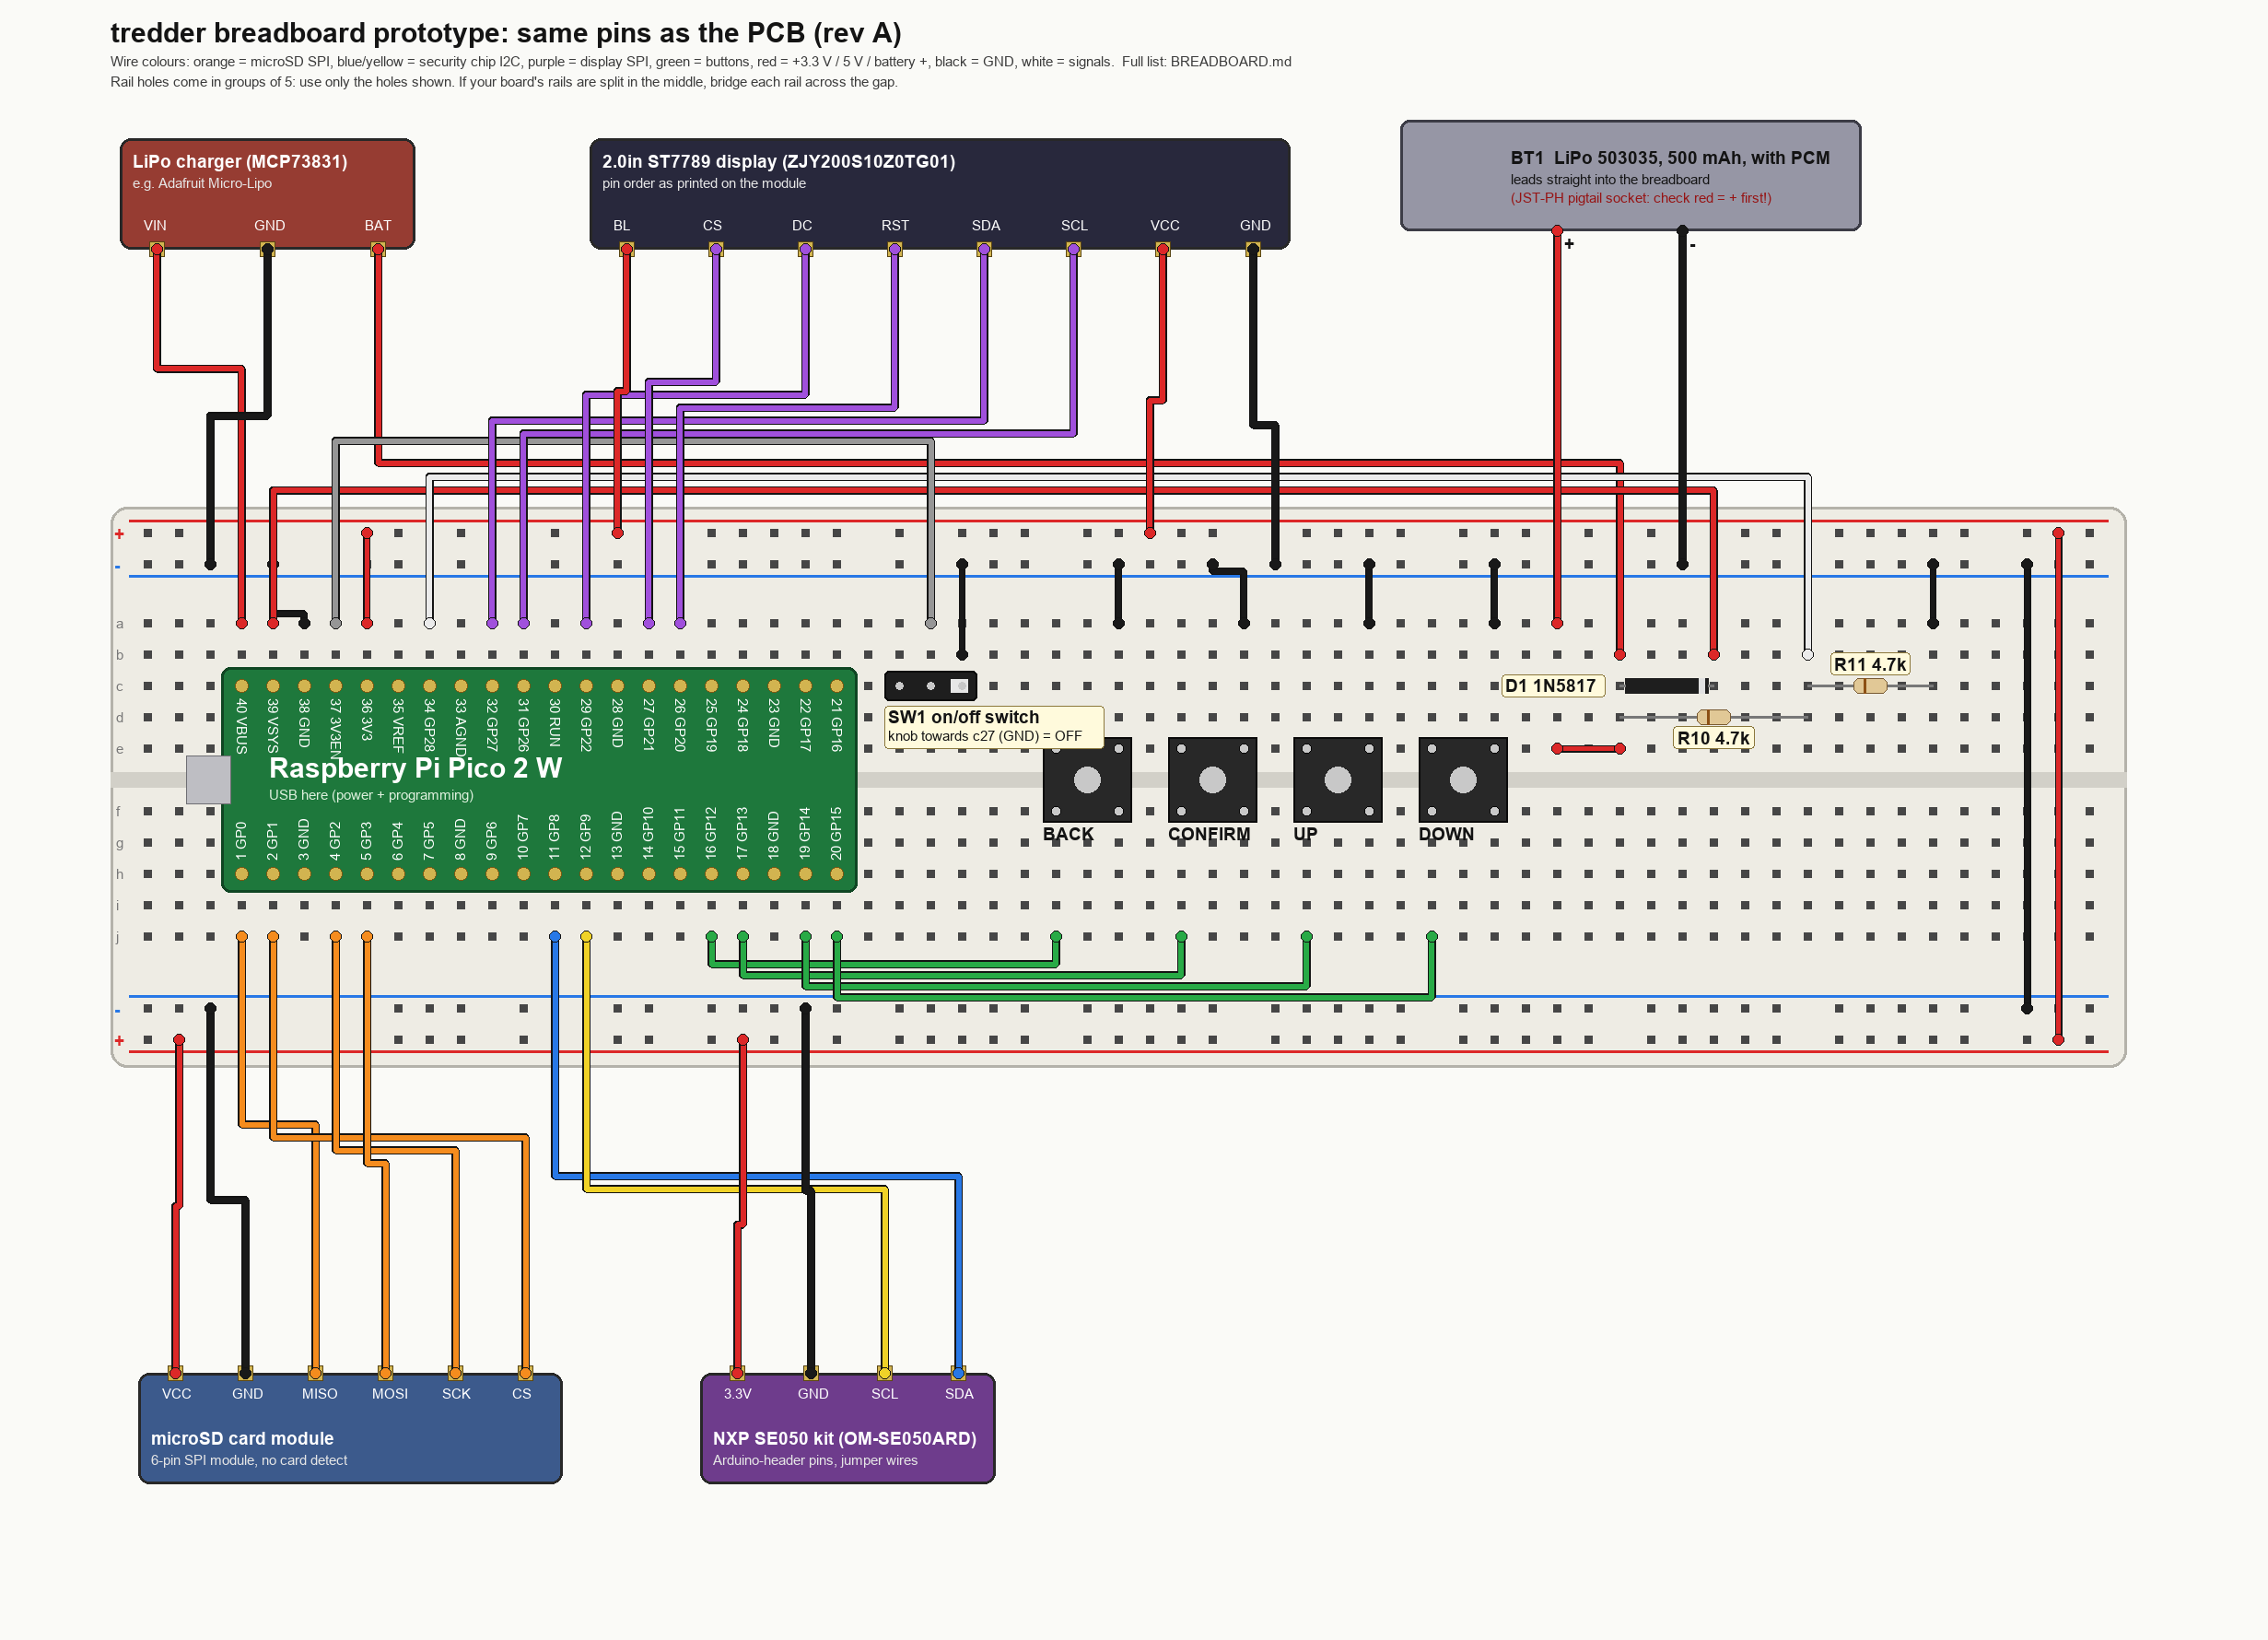 tredder breadboard prototype: same pins as the PCB (rev A)
Wire colours: orange = microSD SPI, blue/yellow = security chip I2C, purple = display SPI, green = buttons, red = +3.3 V / 5 V / battery +, black = GND, white = signals.  Full list: BREADBOARD.md
Rail holes come in groups of 5: use only the holes shown. If your board's rails are split in the middle, bridge each rail across the gap.
LiPo charger (MCP73831)
e.g. Adafruit Micro-Lipo
VIN GND BAT
2.0in ST7789 display (ZJY200S10Z0TG01)
pin order as printed on the module
BL CS DC RST SDA SCL VCC GND
BT1  LiPo 503035, 500 mAh, with PCM
leads straight into the breadboard
(JST-PH pigtail socket: check red = + first!)
+ -
+
-
a
b
c
d
e
40 VBUS
39 VSYS
38 GND
37 3V3EN
36 3V3
35 VREF
34 GP28
33 AGND
32 GP27
31 GP26
30 RUN
29 GP22
28 GND
27 GP21
26 GP20
25 GP19
24 GP18
23 GND
22 GP17
21 GP16
Raspberry Pi Pico 2 W
USB here (power + programming)
1 GP0
2 GP1
3 GND
4 GP2
5 GP3
6 GP4
7 GP5
8 GND
9 GP6
10 GP7
11 GP8
12 GP9
13 GND
14 GP10
15 GP11
16 GP12
17 GP13
18 GND
19 GP14
20 GP15
SW1 on/off switch
knob towards c27 (GND) = OFF
D1 1N5817
R11 4.7k
R10 4.7k
BACK
CONFIRM
UP
DOWN
f
g
h
i
j
-
+
VCC GND MISO MOSI SCK CS
microSD card module
6-pin SPI module, no card detect
3.3V GND SCL SDA
NXP SE050 kit (OM-SE050ARD)
Arduino-header pins, jumper wires